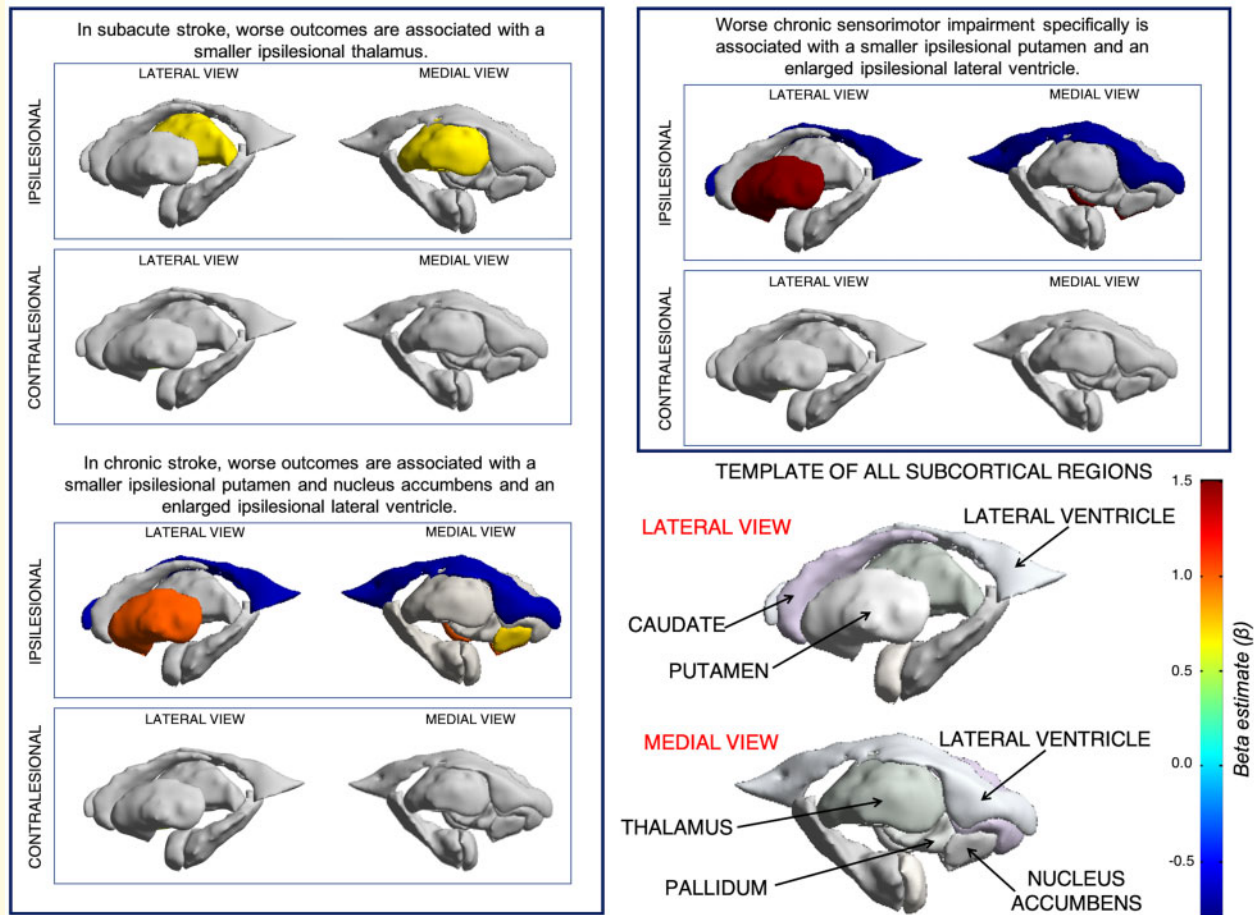 In subacute stroke, worse outcomes are associated with a
smaller ipsilesional thalamus.
LATERAL VIEW
MEDIAL VIEW
IPSILESIONAL
LATERAL VIEW
MEDIAL VIEW
CONTRALESIONAL
In chronic stroke, worse outcomes are associated with a
smaller ipsilesional putamen and nucleus accumbens and an
enlarged ipsilesional lateral ventricle.
LATERAL VIEW
MEDIAL VIEW
IPSILESIONAL
LATERAL VIEW
MEDIAL VIEW
CONTRALESIONAL
Worse chronic sensorimotor impairment specifically is
associated with a smaller ipsilesional putamen and an
enlarged ipsilesional lateral ventricle.
LATERAL VIEW
MEDIAL VIEW
IPSILESIONAL
LATERAL VIEW
MEDIAL VIEW
CONTRALESIONAL
TEMPLATE OF ALL SUBCORTICAL REGIONS
LATERAL VIEW
LATERAL VENTRICLE
CAUDATE
PUTAMEN
MEDIAL VIEW
LATERAL VENTRICLE
THALAMUS
PALLIDUM
NUCLEUS
ACCUMBENS
1.5
1.0
0.5
0.0
-0.5
Beta estimate (β)